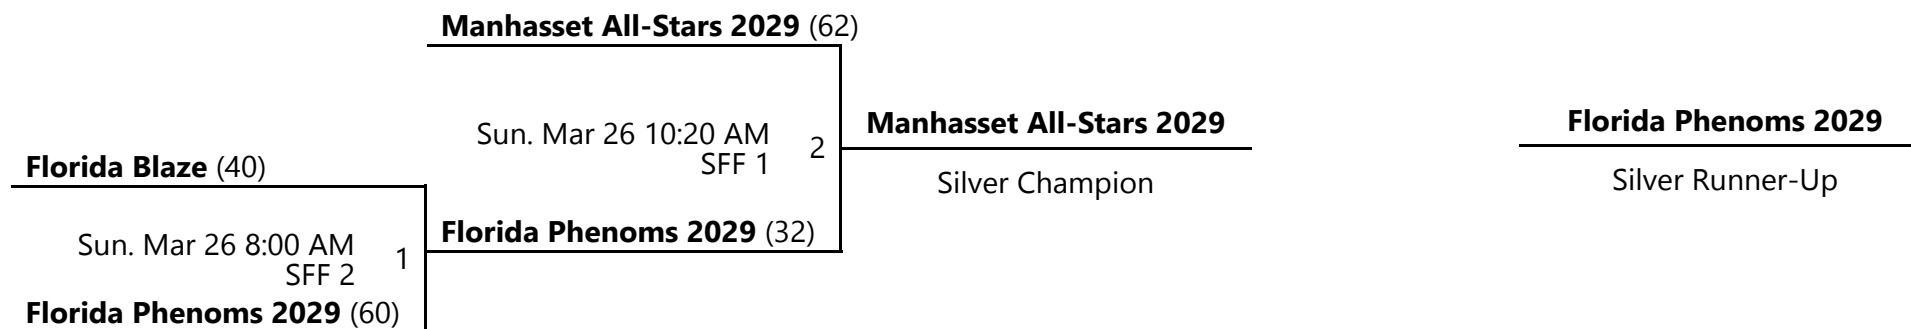 Manhasset All-Stars 2029 (62)
Sun. Mar 26 10:20 AM
SFF 1
2
Manhasset All-Stars 2029
Silver Champion
Florida Phenoms 2029
Silver Runner-Up
Florida Blaze (40)
Florida Phenoms 2029 (32)
Sun. Mar 26 8:00 AM
SFF 2
1
Florida Phenoms 2029 (60)